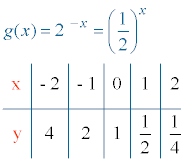 g(x) = 2^{-x} = (1/2)^x
x -2 -1 0 1 2
y 4 2 1 1/2 1/4